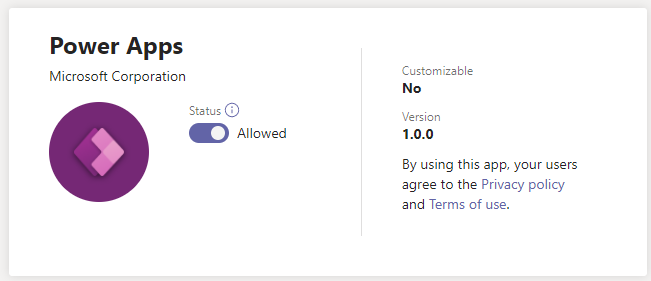 Power Apps
Microsoft Corporation
Status
Allowed
Customizable
No
Version
1.0.0
By using this app, your users
agree to the Privacy policy
and Terms of use.